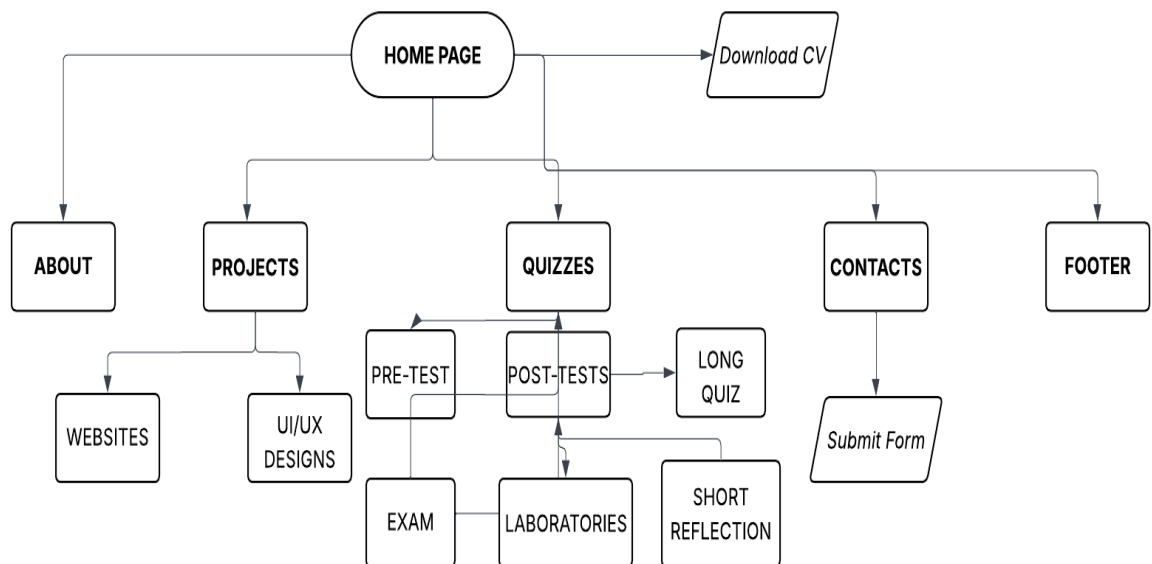 HOME PAGE
Download CV
ABOUT
PROJECTS
QUIZZES
CONTACTS
FOOTER
PRE-TEST
POST-TESTS
LONG
QUIZ
WEBSITES
UI/UX
DESIGNS
Submit Form
EXAM
LABORATORIES
SHORT
REFLECTION